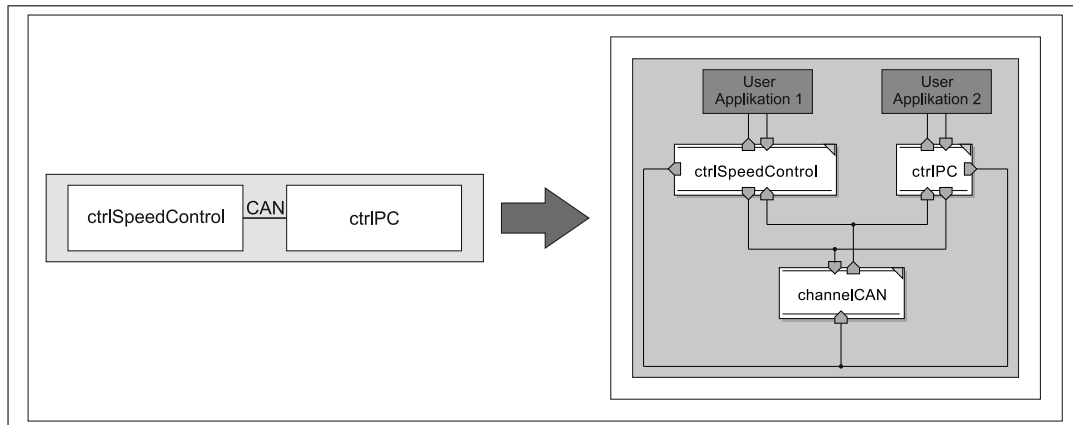 ctrlSpeedControl
CAN
ctrlPC
User
Applikation 1
User
Applikation 2
ctrlSpeedControl
ctrlPC
channelCAN